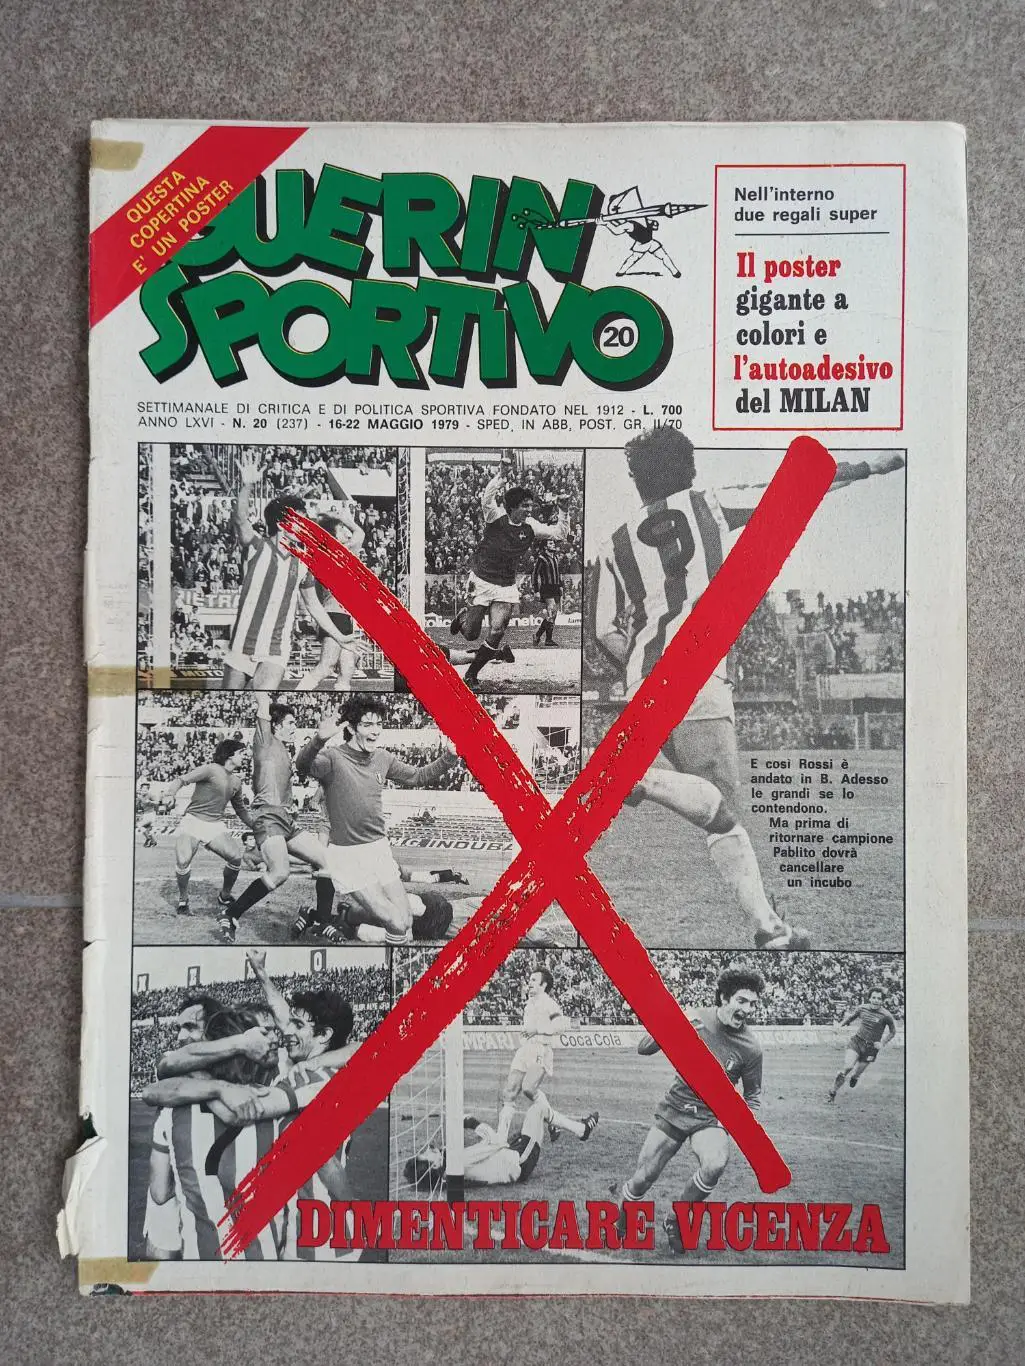 QUESTA
COPERTINA
E' UN POSTER
GUERIN
SPORTIVO
20
Nell'interno
due regali super
Il poster
gigante a
colori e
l'autoadesivo
del MILAN
SETTIMANALE DI CRITICA E DI POLITICA SPORTIVA FONDATO NEL 1912 - L. 700
ANNO LXVI - N. 20 (237) - 16-22 MAGGIO 1979 - SPED. IN ABB. POST. GR. II/70
9
E così Rossi è
andato in B. Adesso
le grandi se lo
contendono.
Ma prima di
ritornare campione
Pablito dovrà
cancellare
un incubo
Coca Cola
DIMENTICARE VICENZA